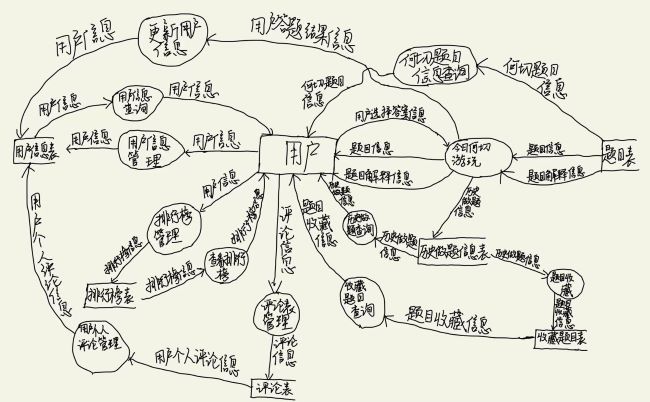 用户信息
更新用户
信息
用户答题结果信息
何切题目
信息查询
何切题目
信息
何切题目
信息
用户信息
用户信息
查询
用户信息
用户选择答案信息
用户信息表
用户信息
用户信息
管理
用户信息
用户
题目信息
今日何切
游玩
题目信息
题目表
题目解释信息
题目解释信息
用户信息
排行榜
管理
排行榜信息
排行榜信息
查看排行
榜
排行榜信息
排行榜表
评论信息
题目
收藏
信息
历史
做题
信息
历史做
题查询
历史做题
信息
历史
做题
信息
历史做题信息表
历史做题信息
题目收
藏
题目
收藏
信息
收藏题目表
收藏
题目
查询
题目收藏信息
用户个人评论信息
评论表
管理
评论
信息
用户人
评论管理
用户个人评论信息
评论表